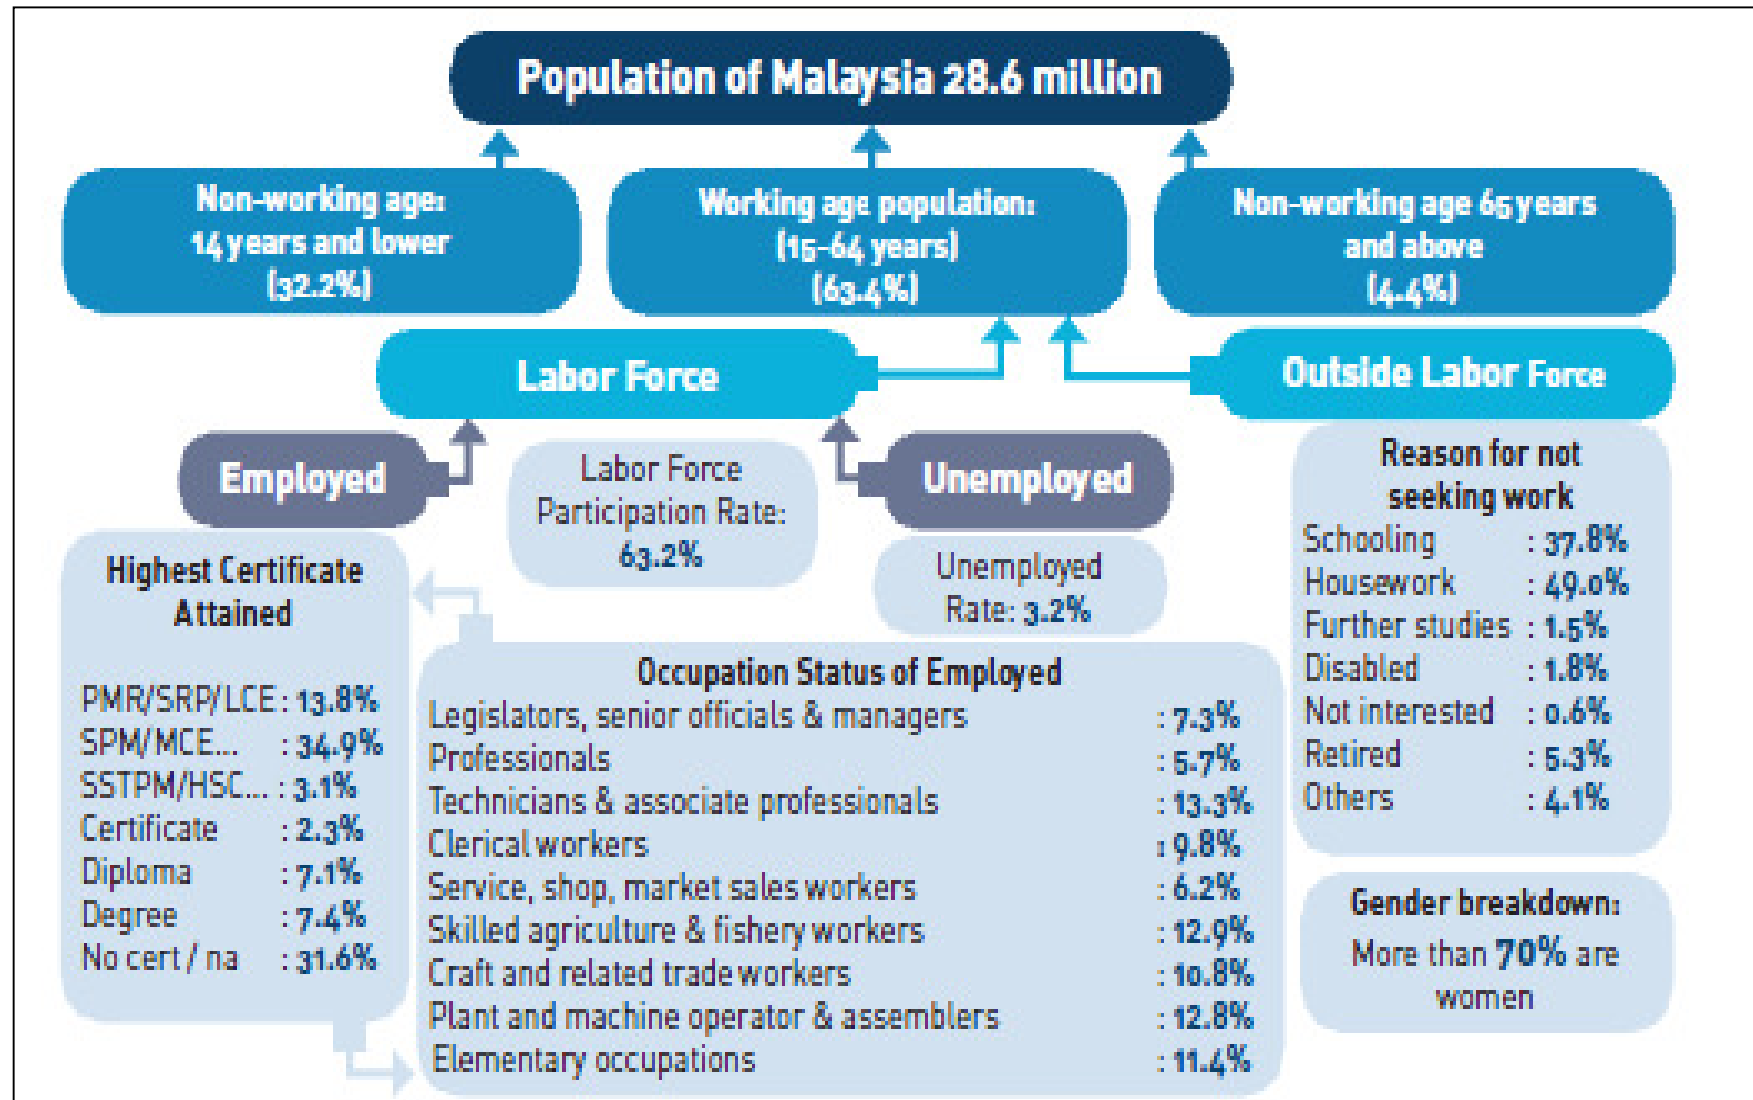 Population of Malaysia 28.6 million
Non-working age:
14 years and lower
(32.2%)
Working age population:
(15-64 years)
(63.4%)
Non-working age 65 years
and above
(4.4%)
Labor Force
Outside Labor Force
Employed
Labor Force
Participation Rate:
63.2%
Unemployed
Unemployed
Rate: 3.2%
Reason for not
seeking work
Schooling : 37.8%
Housework : 49.0%
Further studies : 1.5%
Disabled : 1.8%
Not interested : 0.6%
Retired : 5.3%
Others : 4.1%
Highest Certificate
Attained
PMR/SRP/LCE : 13.8%
SPM/MCE... : 34.9%
SSTPM/HSC... : 3.1%
Certificate : 2.3%
Diploma : 7.1%
Degree : 7.4%
No cert / na : 31.6%
Occupation Status of Employed
Legislators, senior officials & managers : 7.3%
Professionals : 5.7%
Technicians & associate professionals : 13.3%
Clerical workers : 9.8%
Service, shop, market sales workers : 6.2%
Skilled agriculture & fishery workers : 12.9%
Craft and related trade workers : 10.8%
Plant and machine operator & assemblers : 12.8%
Elementary occupations : 11.4%
Gender breakdown:
More than 70% are
women